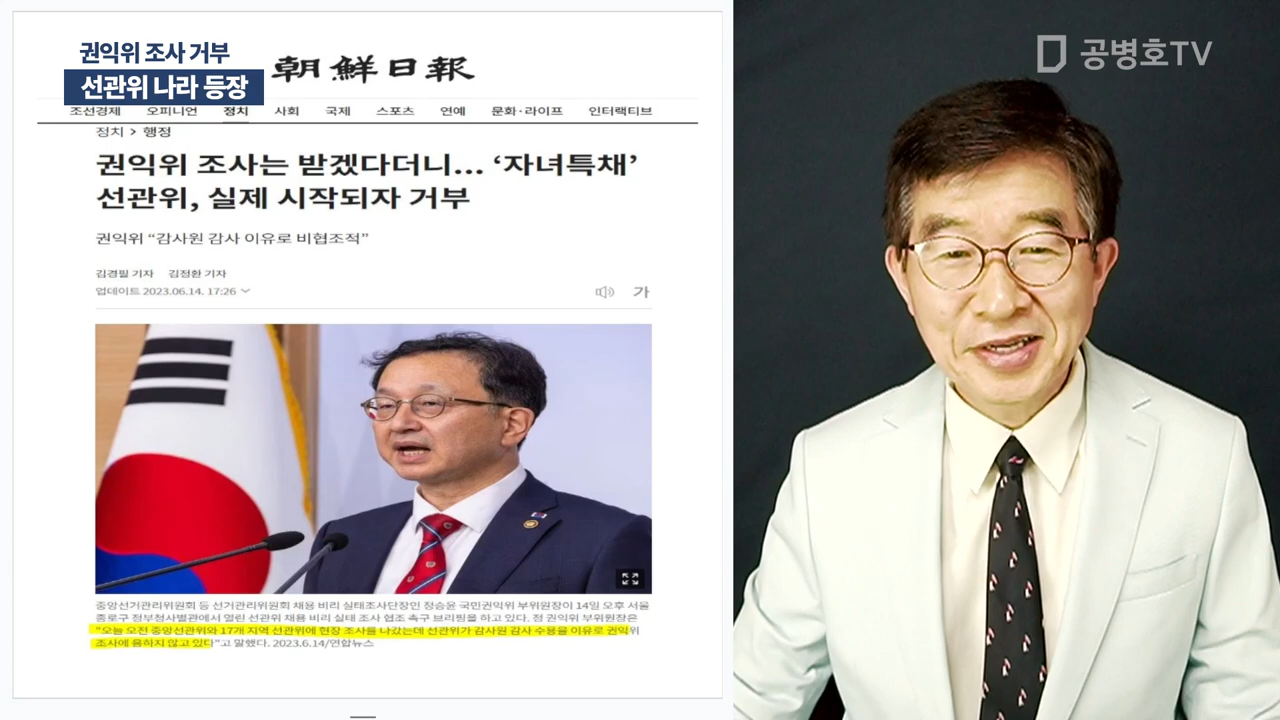 권익위 조사 거부
선관위 나라 등장
朝鮮日報
공병호TV
조선경제 오피니언 정치 사회 국제 스포츠 연예 문화·라이프 인터랙티브
정치 > 행정
권익위 조사는 받겠다더니... ‘자녀특채’
선관위, 실제 시작되자 거부
권익위 “감사원 감사 이유로 비협조적”
김경필 기자 김정환 기자
업데이트 2023.06.14. 17:26
가
중앙선거관리위원회 등 선거관리위원회 채용 비리 실태조사단장인 정승윤 국민권익위 부위원장이 14일 오후 서울
종로구 정부청사별관에서 열린 선관위 채용 비리 실태 조사 협조 촉구 브리핑을 하고 있다. 정 권익위 부위원장은
“오늘 오전 중앙선관위와 17개 지역 선관위에 현장 조사를 나갔는데 선관위가 감사원 감사 수용을 이유로 권익위
조사에 응하지 않고 있다”고 말했다. 2023.6.14/연합뉴스